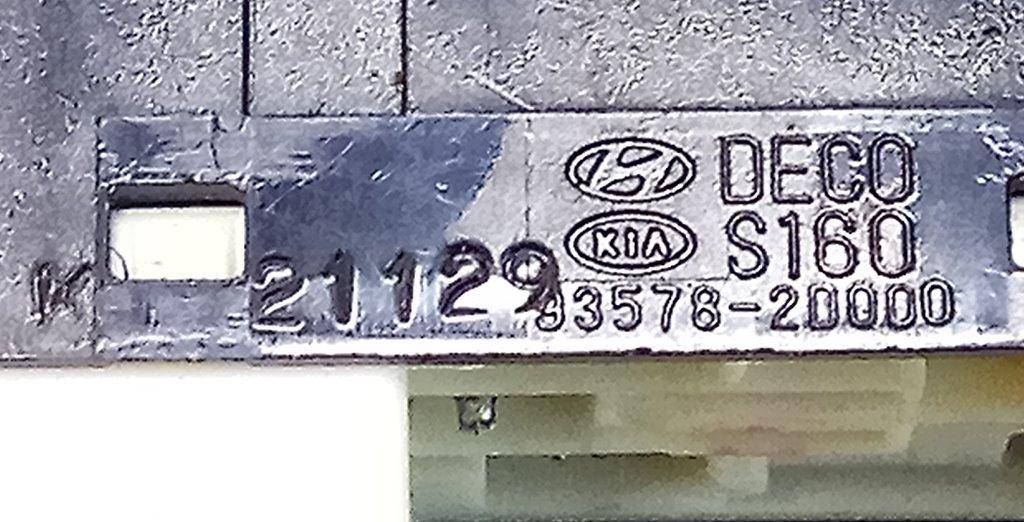 DECO
KIA S160
K 21129
93578-2D000